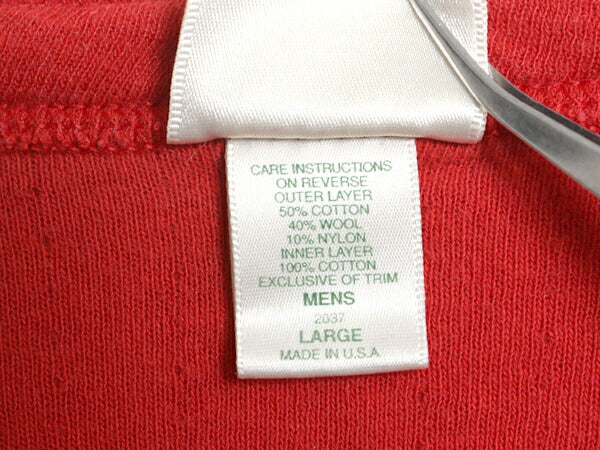 CARE INSTRUCTIONS
ON REVERSE
OUTER LAYER
50% COTTON
40% WOOL
10% NYLON
INNER LAYER
100% COTTON
EXCLUSIVE OF TRIM
MENS
2037
LARGE
MADE IN U.S.A